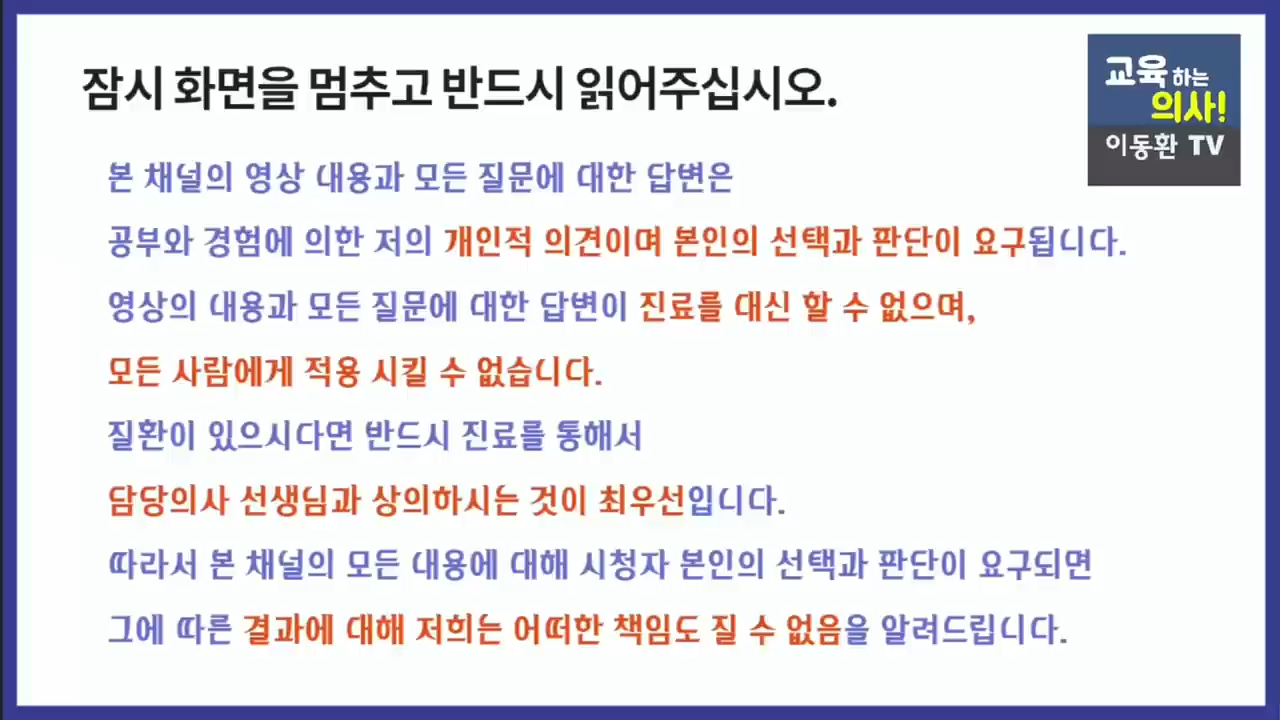 잠시 화면을 멈추고 반드시 읽어주십시오.
교육하는
의사!
이동환 TV
본 채널의 영상 내용과 모든 질문에 대한 답변은
공부와 경험에 의한 저의 개인적 의견이며 본인의 선택과 판단이 요구됩니다.
영상의 내용과 모든 질문에 대한 답변이 진료를 대신 할 수 없으며,
모든 사람에게 적용 시킬 수 없습니다.
질환이 있으시다면 반드시 진료를 통해서
담당의사 선생님과 상의하시는 것이 최우선입니다.
따라서 본 채널의 모든 내용에 대해 시청자 본인의 선택과 판단이 요구되면
그에 따른 결과에 대해 저희는 어떠한 책임도 질 수 없음을 알려드립니다.